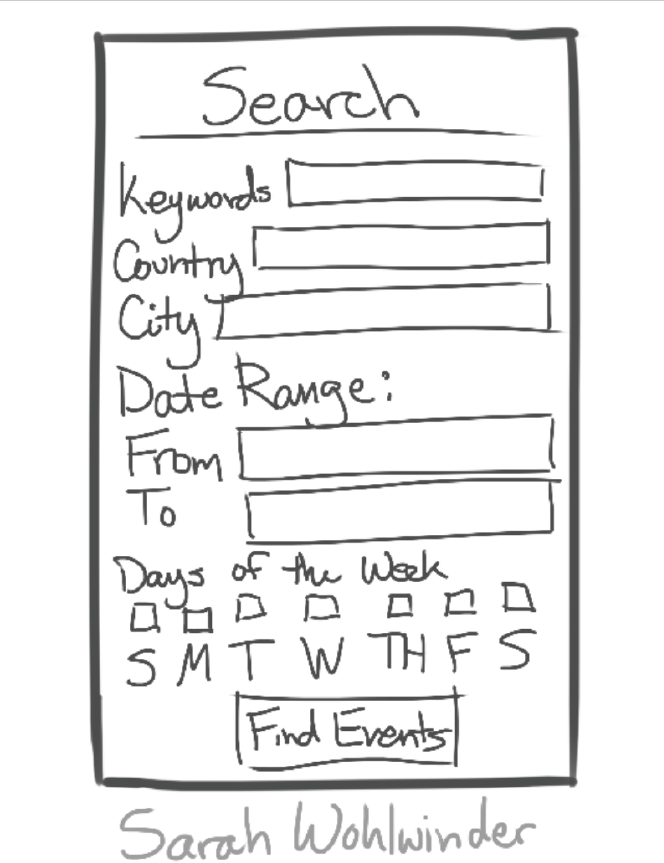 Search
Keywords
Country
City
Date Range:
From
To
Days of the Week
S M T W TH F S
Find Events
Sarah Wohlwinder